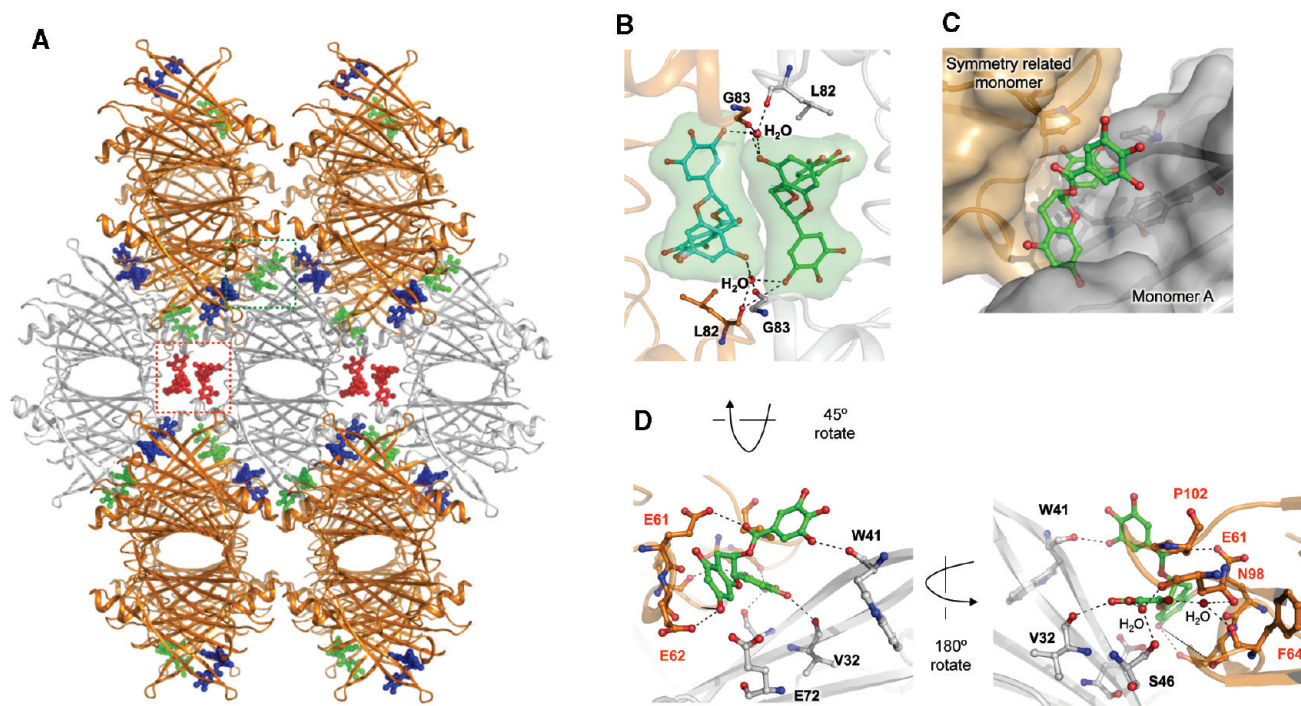 A
B
C
G83
L82
H2O
H2O
L82
G83
Symmetry related
monomer
Monomer A
45º
rotate
D
E61
E62
W41
V32
E72
180º
rotate
W41
P102
E61
N98
H2O
H2O
V32
S46
F64